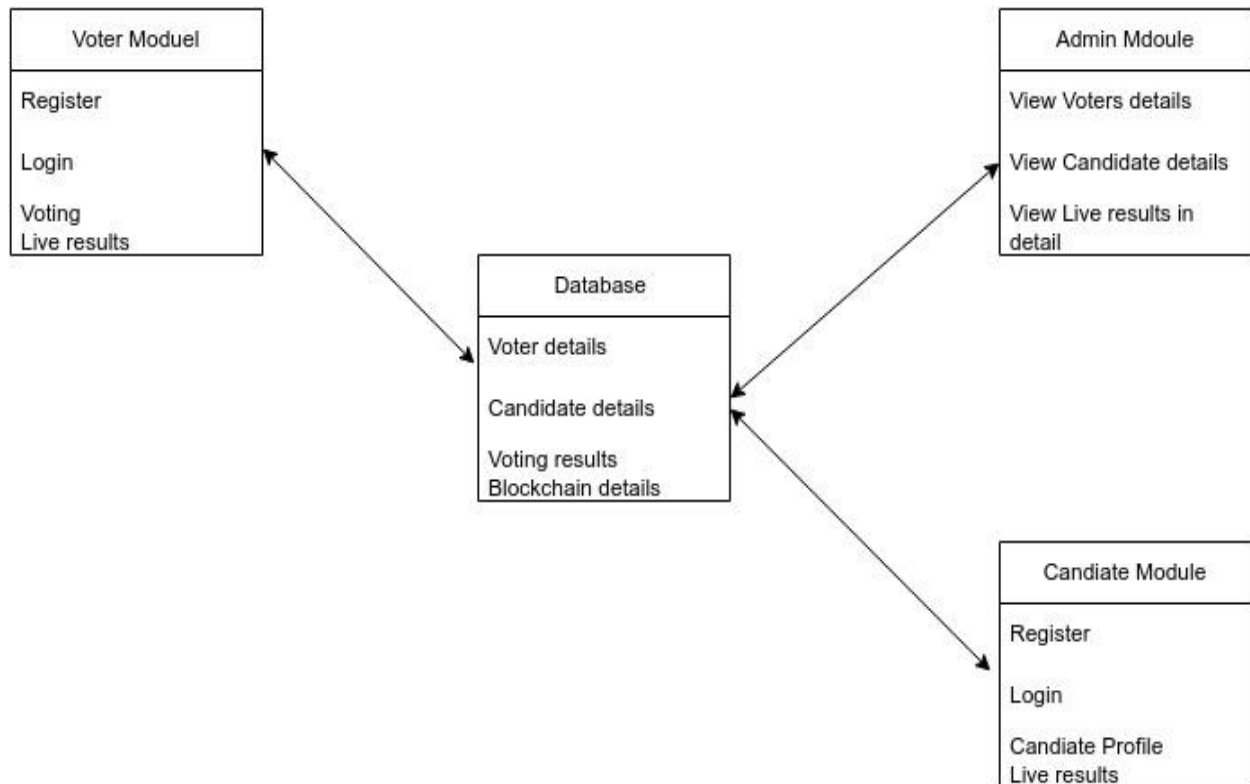 Voter Moduel
Register
Login
Voting
Live results
Admin Mdoule
View Voters details
View Candidate details
View Live results in
detail
Database
Voter details
Candidate details
Voting results
Blockchain details
Candiate Module
Register
Login
Candiate Profile
Live results